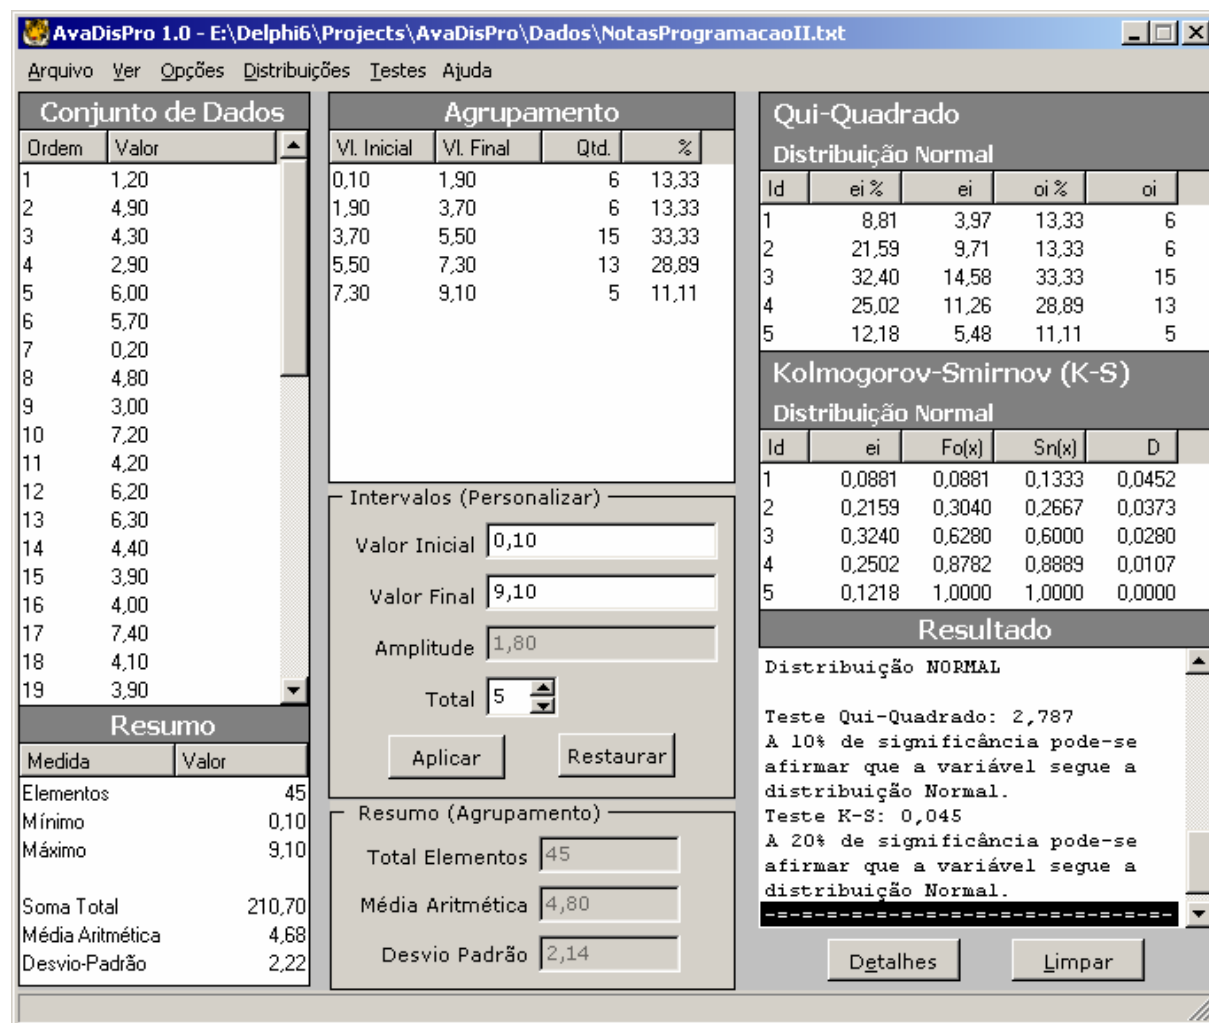 AvaDisPro 1.0 - E:\Delphi6\Projects\AvaDisPro\Dados\NotasProgramacaoII.txt
Arquivo Ver Opções Distribuições Testes Ajuda
Conjunto de Dados
Ordem Valor
1 1,20
2 4,90
3 4,30
4 2,90
5 6,00
6 5,70
7 0,20
8 4,80
9 3,00
10 7,20
11 4,20
12 6,20
13 6,30
14 4,40
15 3,90
16 4,00
17 7,40
18 4,10
19 3,90
Resumo
Medida Valor
Elementos 45
Mínimo 0,10
Máximo 9,10
Soma Total 210,70
Média Aritmética 4,68
Desvio-Padrão 2,22
Agrupamento
Vl. Inicial Vl. Final Qtd. %
0,10 1,90 6 13,33
1,90 3,70 6 13,33
3,70 5,50 15 33,33
5,50 7,30 13 28,89
7,30 9,10 5 11,11
Intervalos (Personalizar)
Valor Inicial 0,10
Valor Final 9,10
Amplitude 1,80
Total 5
Aplicar Restaurar
Resumo (Agrupamento)
Total Elementos 45
Média Aritmética 4,80
Desvio Padrão 2,14
Qui-Quadrado
Distribuição Normal
Id ei % ei oi % oi
1 8,81 3,97 13,33 6
2 21,59 9,71 13,33 6
3 32,40 14,58 33,33 15
4 25,02 11,26 28,89 13
5 12,18 5,48 11,11 5
Kolmogorov-Smirnov (K-S)
Distribuição Normal
Id ei Fo(x) Sn(x) D
1 0,0881 0,0881 0,1333 0,0452
2 0,2159 0,3040 0,2667 0,0373
3 0,3240 0,6280 0,6000 0,0280
4 0,2502 0,8782 0,8889 0,0107
5 0,1218 1,0000 1,0000 0,0000
Resultado
Distribuição NORMAL
Teste Qui-Quadrado: 2,787
A 10% de significância pode-se
afirmar que a variável segue a
distribuição Normal.
Teste K-S: 0,045
A 20% de significância pode-se
afirmar que a variável segue a
distribuição Normal.
-=-=-=-=-=-=-=-=-=-=-=-=-=-=-
Detalhes Limpar